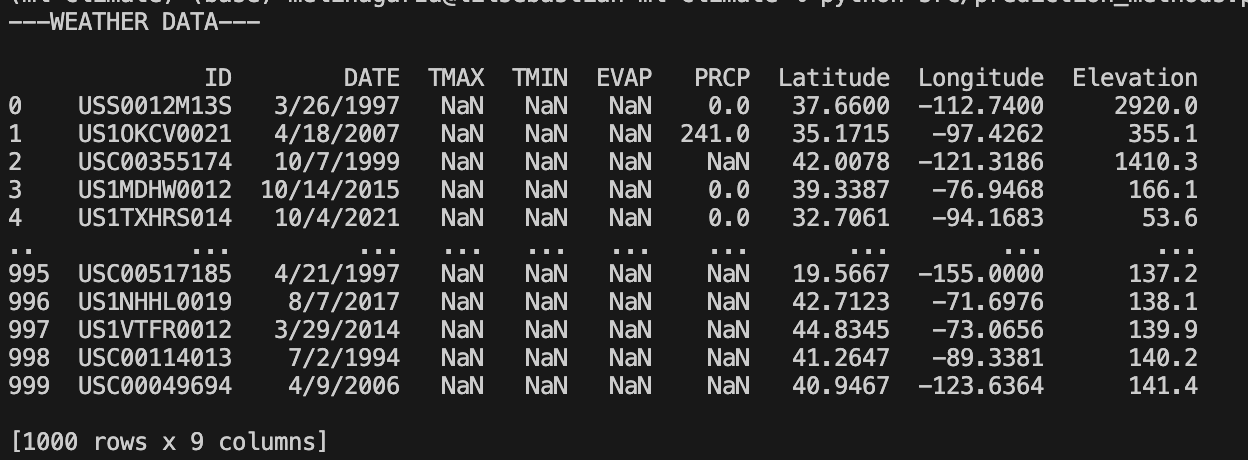 ---WEATHER DATA---
ID DATE TMAX TMIN EVAP PRCP Latitude Longitude Elevation
0 USS0012M13S 3/26/1997 NaN NaN NaN 0.0 37.6600 -112.7400 2920.0
1 US1OKCV0021 4/18/2007 NaN NaN NaN 241.0 35.1715 -97.4262 355.1
2 USC00355174 10/7/1999 NaN NaN NaN NaN 42.0078 -121.3186 1410.3
3 US1MDHW0012 10/14/2015 NaN NaN NaN 0.0 39.3387 -76.9468 166.1
4 US1TXHRS014 10/4/2021 NaN NaN NaN 0.0 32.7061 -94.1683 53.6
.. ... ... ... ... ... ... ... ... ...
995 USC00517185 4/21/1997 NaN NaN NaN NaN 19.5667 -155.0000 137.2
996 US1NHHL0019 8/7/2017 NaN NaN NaN NaN 42.7123 -71.6976 138.1
997 US1VTFR0012 3/29/2014 NaN NaN NaN NaN 44.8345 -73.0656 139.9
998 USC00114013 7/2/1994 NaN NaN NaN NaN 41.2647 -89.3381 140.2
999 USC00049694 4/9/2006 NaN NaN NaN NaN 40.9467 -123.6364 141.4
[1000 rows x 9 columns]